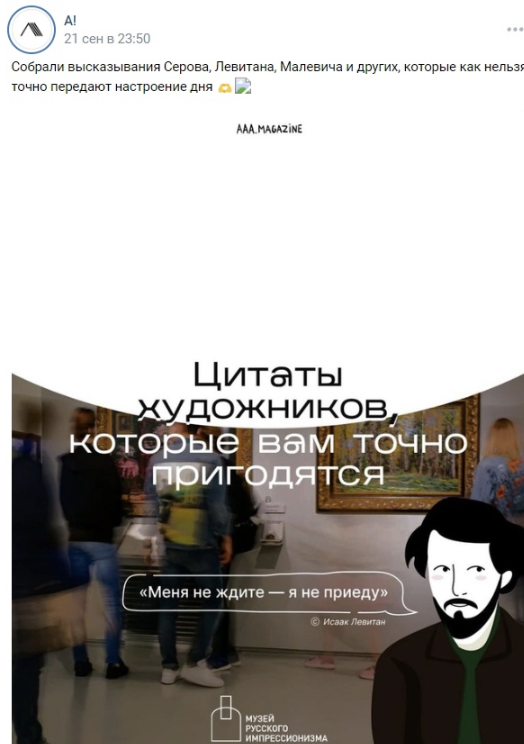 А!
21 сен в 23:50
Собрали высказывания Серова, Левитана, Малевича и других, которые как нельзя
точно передают настроение дня
AAA.MAGAZINE
Цитаты
художников,
которые вам точно
пригодятся
«Меня не ждите — я не приеду»
© Исаак Левитан
МУЗЕЙ
РУССКОГО
ИМПРЕССИОНИЗМА